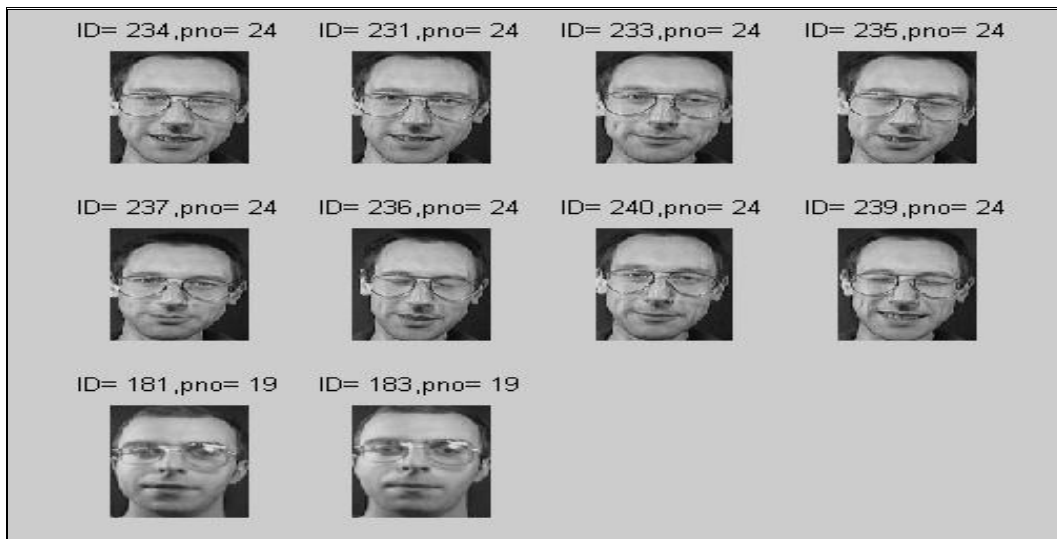 ID= 234,pno= 24 ID= 231,pno= 24 ID= 233,pno= 24 ID= 235,pno= 24
ID= 237,pno= 24 ID= 236,pno= 24 ID= 240,pno= 24 ID= 239,pno= 24
ID= 181,pno= 19 ID= 183,pno= 19